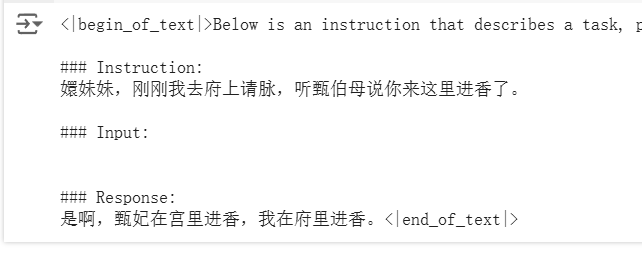 <|begin_of_text|>Below is an instruction that describes a task, p
### Instruction:
嬛妹妹，刚刚我去府上请脉，听甄伯母说你来这里进香了。
### Input:
### Response:
是啊，甄妃在宫里进香，我在府里进香。<|end_of_text|>